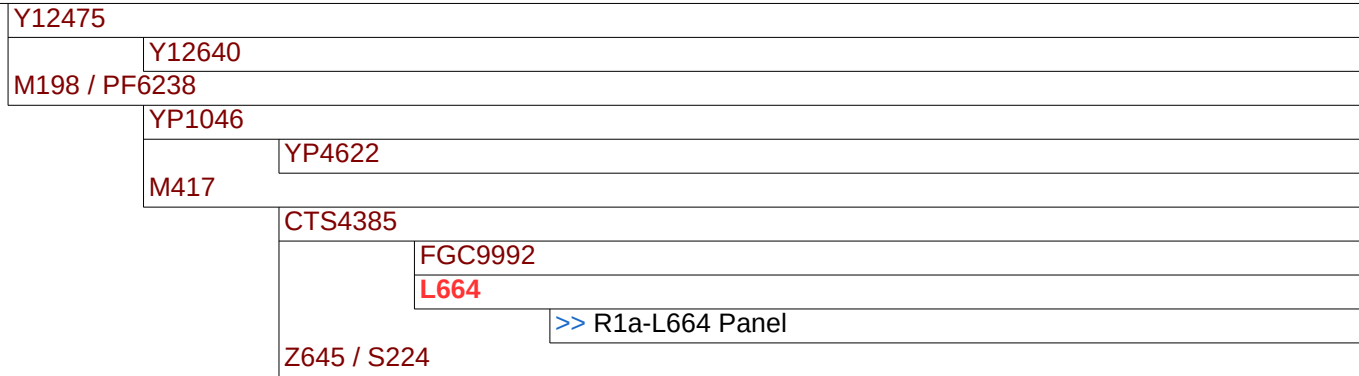 Y12475
Y12640
M198 / PF6238
YP1046
YP4622
M417
CTS4385
FGC9992
L664
>> R1a-L664 Panel
Z645 / S224